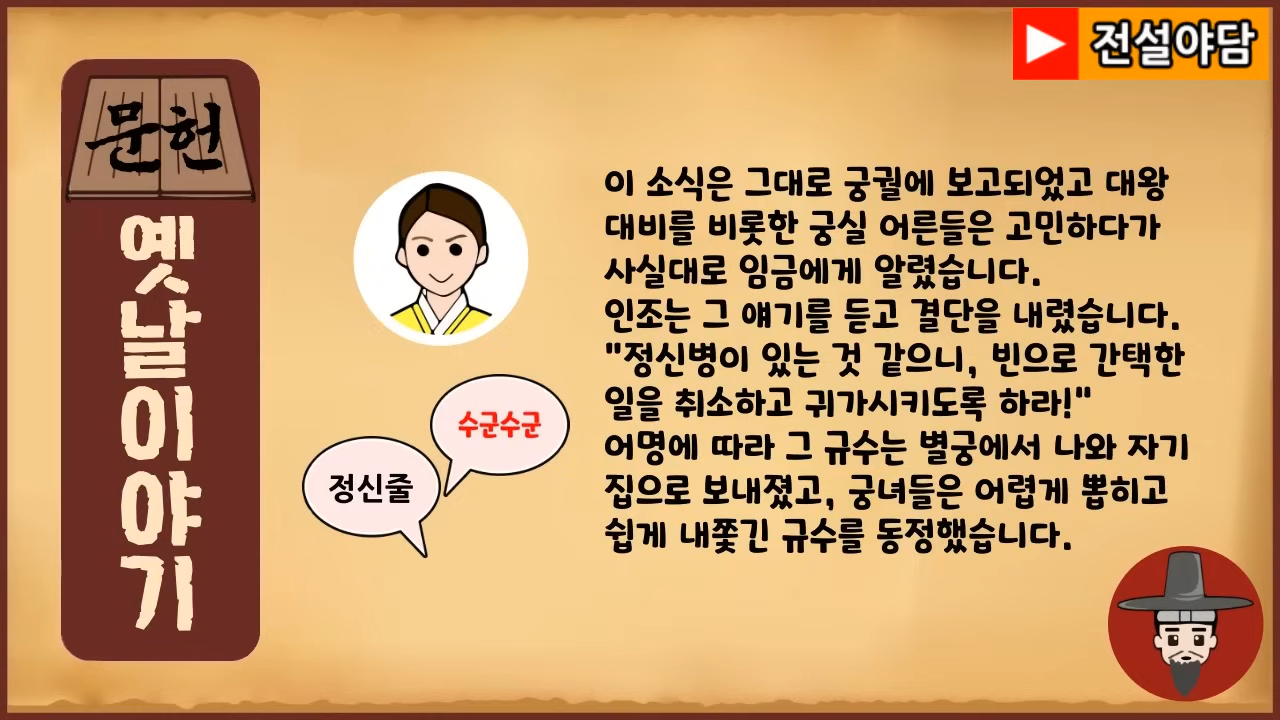 전설야담
문헌
옛날이야기
수군수군
정신줄
이 소식은 그대로 궁궐에 보고되었고 대왕
대비를 비롯한 궁실 어른들은 고민하다가
사실대로 임금에게 알렸습니다.
인조는 그 얘기를 듣고 결단을 내렸습니다.
"정신병이 있는 것 같으니, 빈으로 간택한
일을 취소하고 귀가시키도록 하라!"
어명에 따라 그 규수는 별궁에서 나와 자기
집으로 보내졌고, 궁녀들은 어렵게 뽑히고
쉽게 내쫓긴 규수를 동정했습니다.